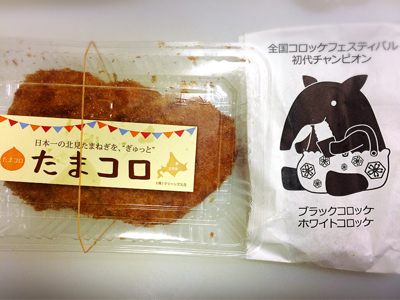 日本一の北見たまねぎを、"ぎゅっと"
たまコロ
たまコロ
全国コロッケフェスティバル
初代チャンピオン
ブラックコロッケ
ホワイトコロッケ